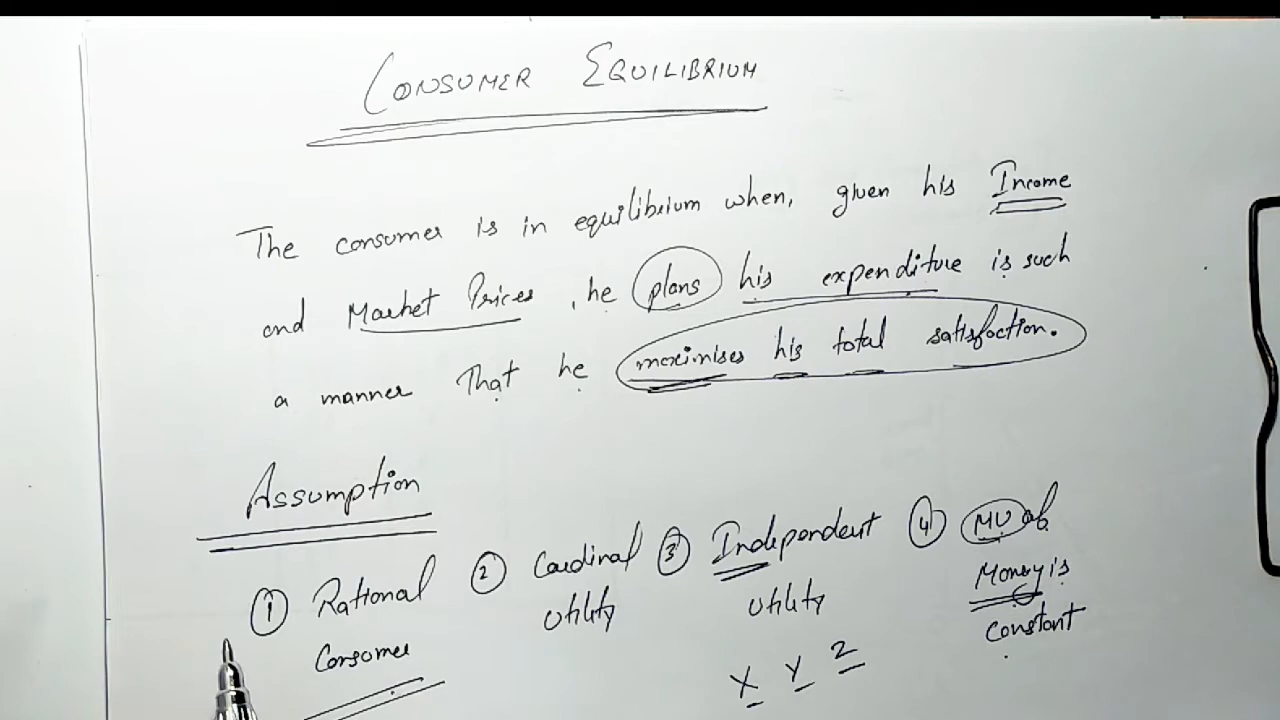 CONSUMER EQUILIBRIUM
The consumer is in equilibrium when, given his Income
and Market Prices, he plans his expenditure is such
a manner That he maximises his total satisfaction.
Assumption
① Rational ② Cardinal ③ Independent ④ MU of
Consumer Utility Utility Money is
constant
X Y Z